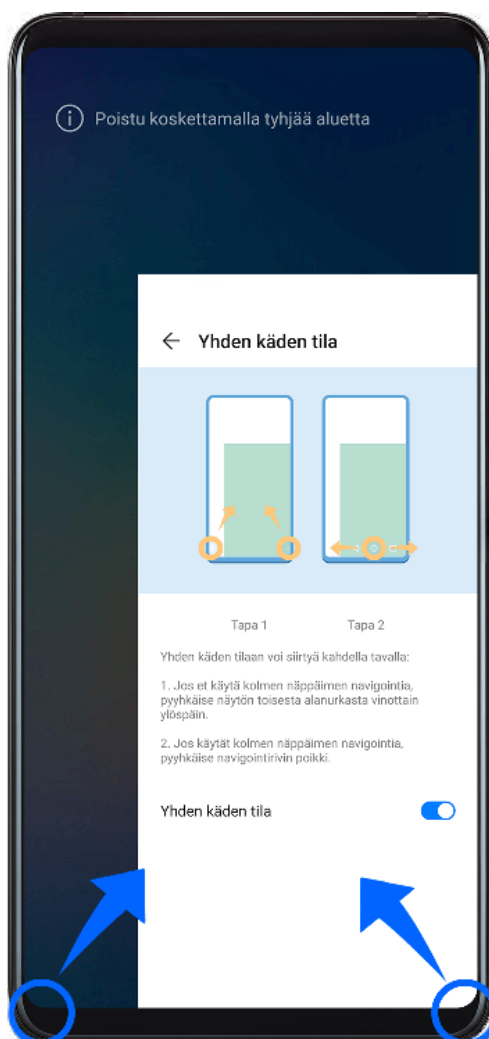 Poistu koskettamalla tyhjää aluetta
Yhden käden tila
Tapa 1 Tapa 2
Yhden käden tilaan voi siirtyä kahdella tavalla:
1. Jos et käytä kolmen näppäimen navigointia,
pyyhkäise näytön toisesta alanurkasta vinottain
ylöspäin.
2. Jos käytät kolmen näppäimen navigointia,
pyyhkäise navigointirivin poikki.
Yhden käden tila